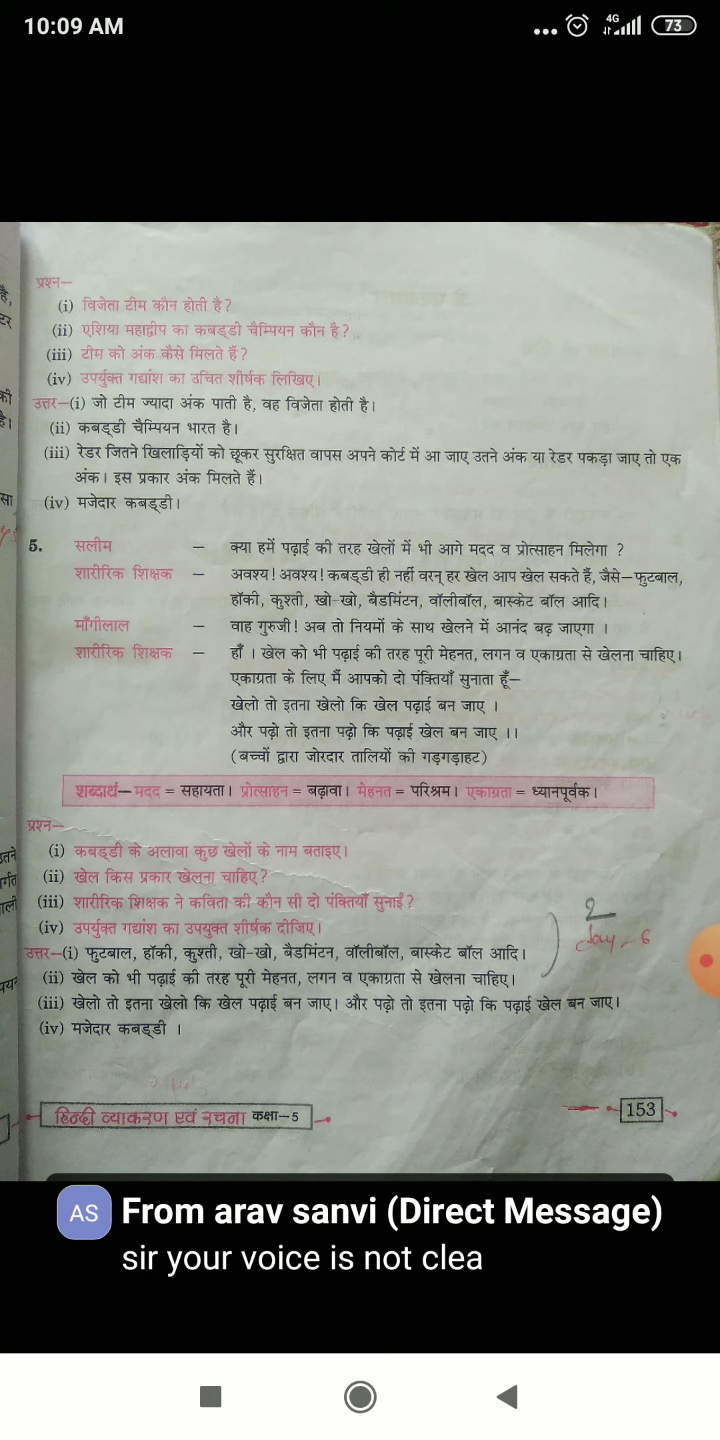 10:09 AM
4G
73
प्रश्न—
(i) विजेता टीम कौन होती है?
(ii) एशिया महाद्वीप का कबड्डी चैम्पियन कौन है?
(iii) टीम को अंक कैसे मिलते हैं?
(iv) उपर्युक्त गद्यांश का उचित शीर्षक लिखिए।
उत्तर—(i) जो टीम ज्यादा अंक पाती है, वह विजेता होती है।
(ii) कबड्डी चैम्पियन भारत है।
(iii) रेडर जितने खिलाड़ियों को छूकर सुरक्षित वापस अपने कोर्ट में आ जाए उतने अंक या रेडर पकड़ा जाए तो एक
अंक। इस प्रकार अंक मिलते हैं।
(iv) मजेदार कबड्डी।
5. सलीम — क्या हमें पढ़ाई की तरह खेलों में भी आगे मदद व प्रोत्साहन मिलेगा ?
शारीरिक शिक्षक — अवश्य! अवश्य! कबड्डी ही नहीं वरन् हर खेल आप खेल सकते हैं, जैसे—फुटबाल,
हॉकी, कुश्ती, खो-खो, बैडमिंटन, वॉलीबॉल, बास्केट बॉल आदि।
माँगीलाल — वाह गुरुजी! अब तो नियमों के साथ खेलने में आनंद बढ़ जाएगा ।
शारीरिक शिक्षक — हाँ । खेल को भी पढ़ाई की तरह पूरी मेहनत, लगन व एकाग्रता से खेलना चाहिए।
एकाग्रता के लिए मैं आपको दो पंक्तियाँ सुनाता हूँ—
खेलो तो इतना खेलो कि खेल पढ़ाई बन जाए ।
और पढ़ो तो इतना पढ़ो कि पढ़ाई खेल बन जाए ।।
(बच्चों द्वारा जोरदार तालियों की गड़गड़ाहट)
शब्दार्थ—मदद = सहायता। प्रोत्साहन = बढ़ावा। मेहनत = परिश्रम। एकाग्रता = ध्यानपूर्वक।
प्रश्न—
(i) कबड्डी के अलावा कुछ खेलों के नाम बताइए।
(ii) खेल किस प्रकार खेलना चाहिए?
(iii) शारीरिक शिक्षक ने कविता की कौन सी दो पंक्तियाँ सुनाईं?
(iv) उपर्युक्त गद्यांश का उपयुक्त शीर्षक दीजिए।
2
day - 6
उत्तर—(i) फुटबाल, हॉकी, कुश्ती, खो-खो, बैडमिंटन, वॉलीबॉल, बास्केट बॉल आदि।
(ii) खेल को भी पढ़ाई की तरह पूरी मेहनत, लगन व एकाग्रता से खेलना चाहिए।
(iii) खेलो तो इतना खेलो कि खेल पढ़ाई बन जाए। और पढ़ो तो इतना पढ़ो कि पढ़ाई खेल बन जाए।
(iv) मजेदार कबड्डी ।
हिन्दी व्याकरण एवं रचना कक्षा—5
153
AS From arav sanvi (Direct Message)
sir your voice is not clea